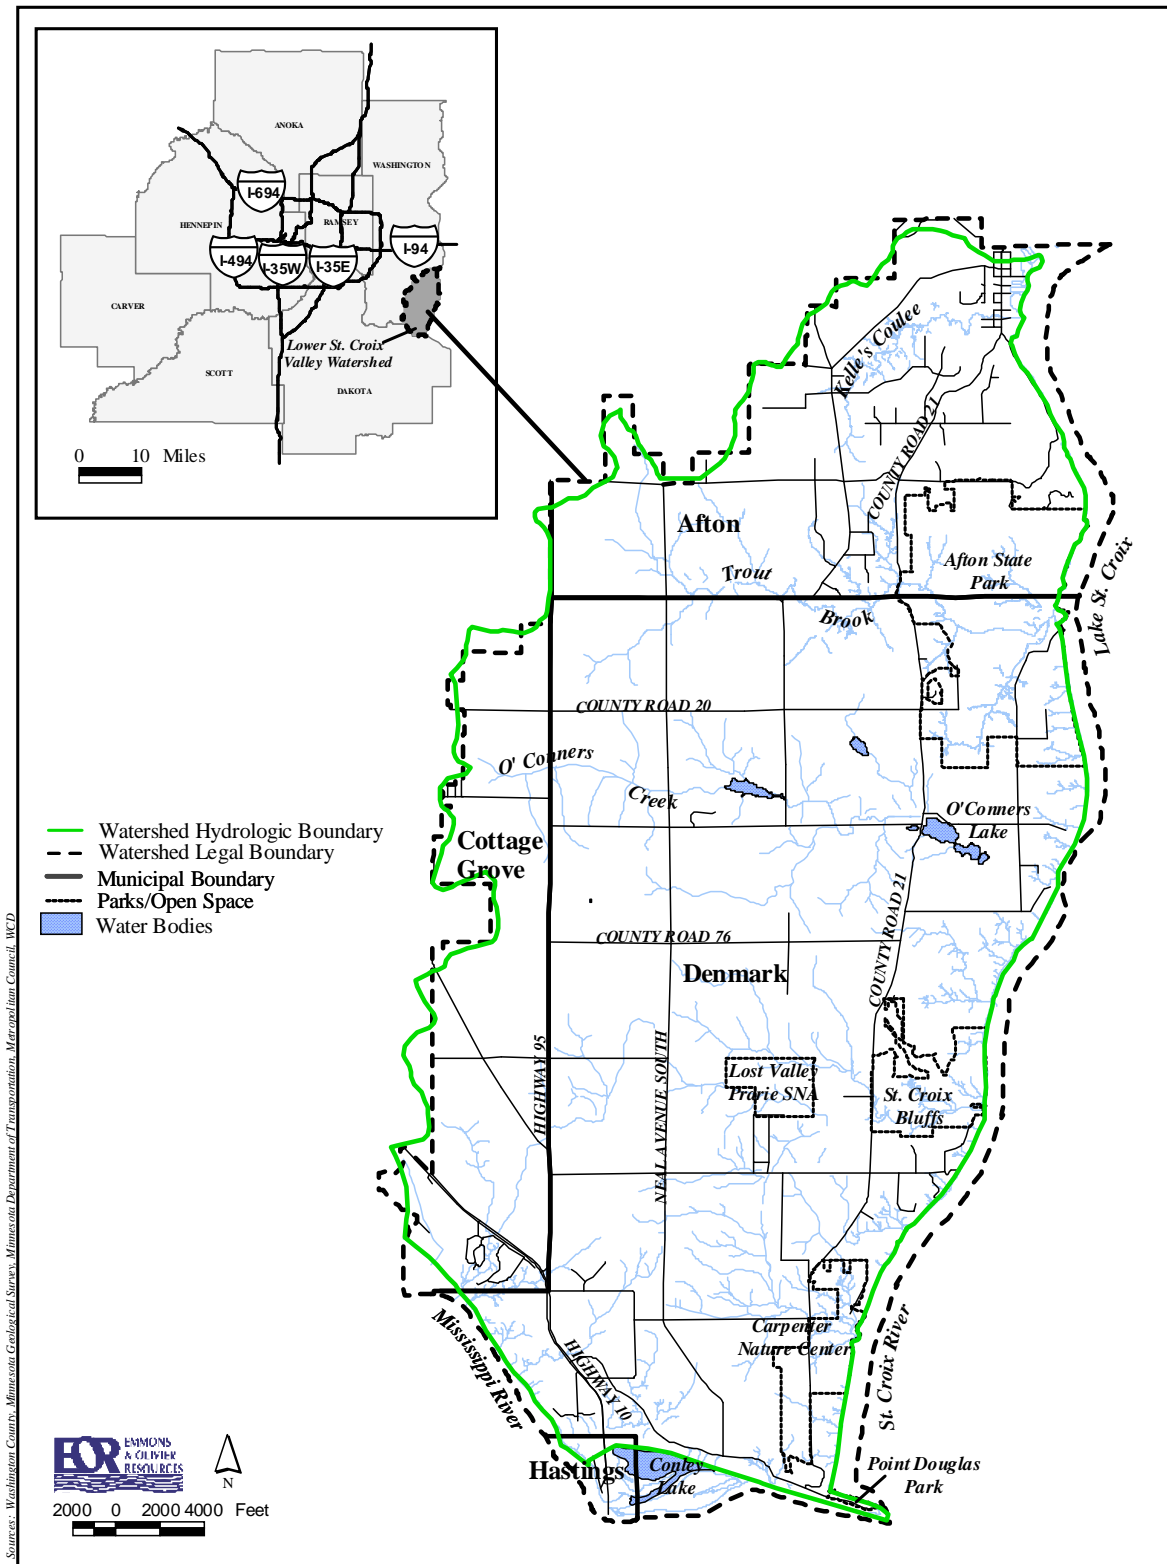 ANOKA
WASHINGTON
I-694
HENNEPIN
RAMSEY
I-494
I-35W
I-35E
I-94
CARVER
Lower St. Croix
Valley Watershed
SCOTT
DAKOTA
0 10 Miles
Kelle's Coulee
COUNTY ROAD 21
Afton
Trout
Brook
Afton State
Park
Lake St. Croix
COUNTY ROAD 20
O' Conners
Creek
O'Conners
Lake
Cottage
Grove
Watershed Hydrologic Boundary
Watershed Legal Boundary
Municipal Boundary
Parks/Open Space
Water Bodies
COUNTY ROAD 21
COUNTY ROAD 76
Denmark
HIGHWAY 95
NEAL AVENUE SOUTH
Lost Valley
Prarie SNA
St. Croix
Bluffs
Mississippi River
HIGHWAY 10
Carpenter
Nature Center
St. Croix River
Hastings
Conley
Lake
Point Douglas
Park
EOR EMMONS
& OLIVIER
RESOURCES
N
2000 0 2000 4000 Feet
Sources: Washington County, Minnesota Geological Survey, Minnesota Department of Transportation, Metropolitan Council, WCD